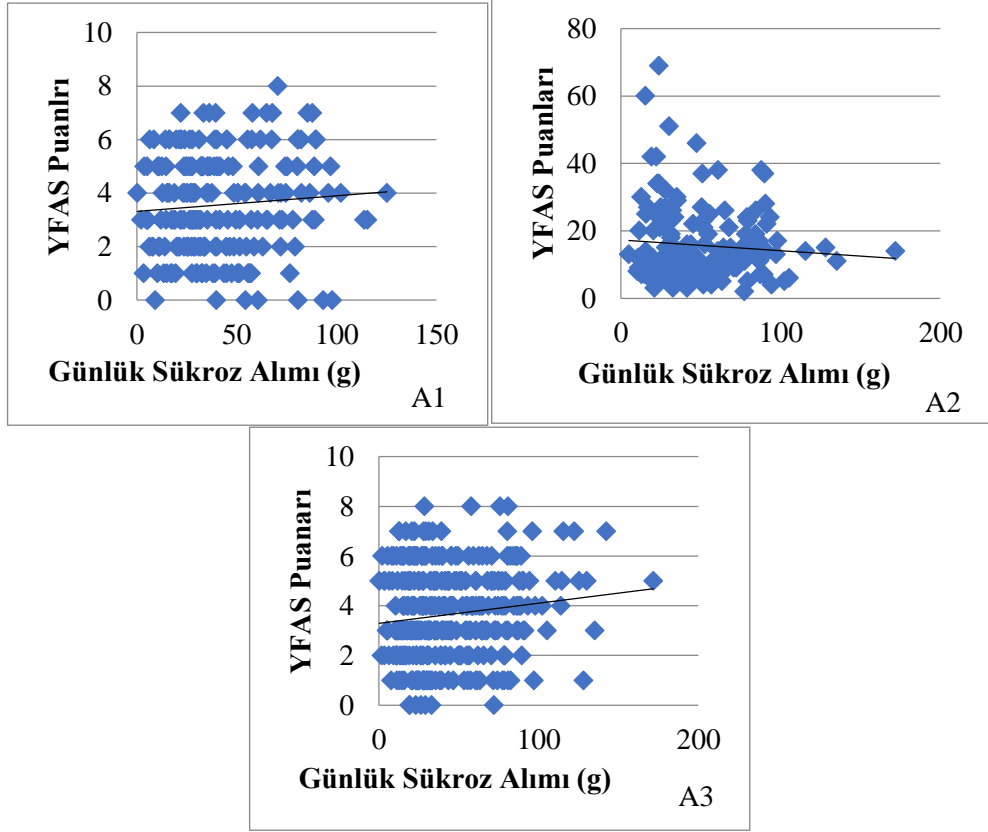 YFAS Puanlrı
10
8
6
4
2
0
0 50 100 150
Günlük Sükroz Alımı (g)
A1
YFAS Puanları
80
60
40
20
0
0 100 200
Günlük Sükroz Alımı (g)
A2
YFAS Puanarı
10
8
6
4
2
0
0 100 200
Günlük Sükroz Alımı (g)
A3